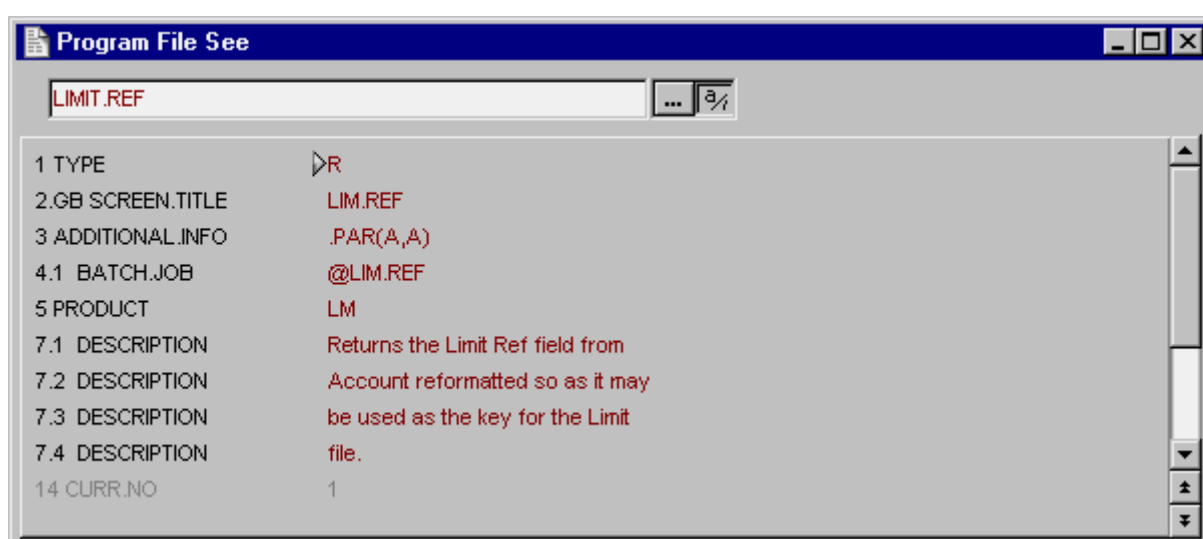 Program File See
LIMIT.REF ... a/i
1 TYPE R
2.GB SCREEN.TITLE LIM.REF
3 ADDITIONAL.INFO .PAR(A,A)
4.1 BATCH.JOB @LIM.REF
5 PRODUCT LM
7.1 DESCRIPTION Returns the Limit Ref field from
7.2 DESCRIPTION Account reformatted so as it may
7.3 DESCRIPTION be used as the key for the Limit
7.4 DESCRIPTION file.
14 CURR.NO 1